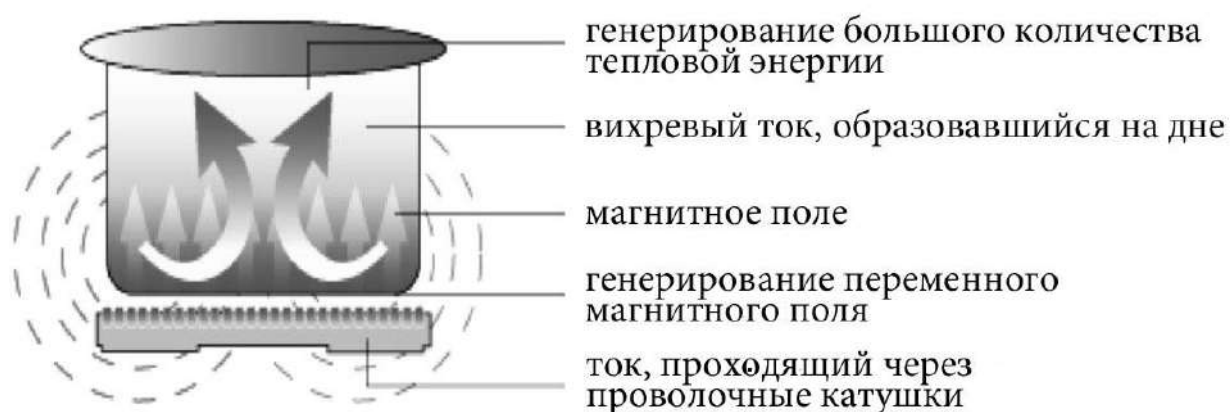 генерирование большого количества
тепловой энергии
вихревый ток, образовавшийся на дне
магнитное поле
генерирование переменного
магнитного поля
ток, проходящий через
проволочные катушки